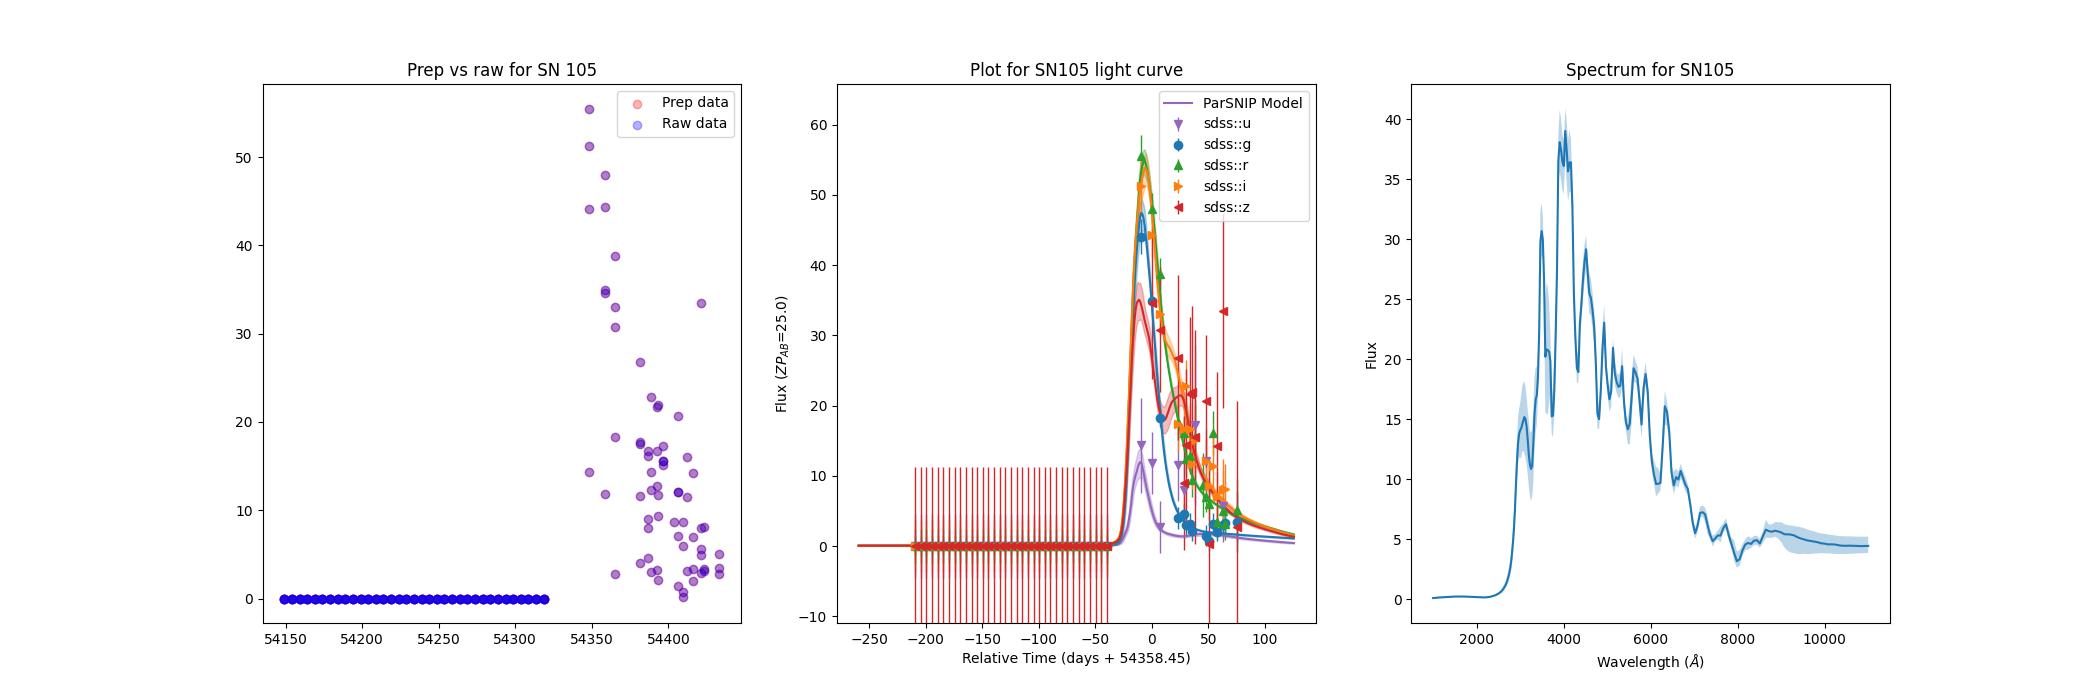 Prep vs raw for SN 105
Prep data
Raw data
50
40
30
20
10
0
54150 54200 54250 54300 54350 54400
Plot for SN105 light curve
ParSNIP Model
sdss::u
sdss::g
sdss::r
sdss::i
sdss::z
Flux (ZP_AB=25.0)
60
50
40
30
20
10
0
−10
−250 −200 −150 −100 −50 0 50 100
Relative Time (days + 54358.45)
Spectrum for SN105
Flux
40
35
30
25
20
15
10
5
0
2000 4000 6000 8000 10000
Wavelength (Å)